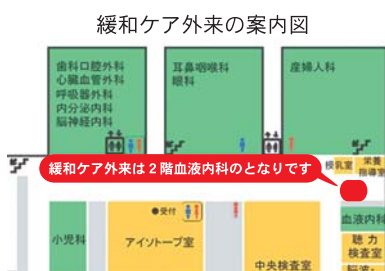 緩和ケア外来の案内図
歯科口腔外科
心臓血管外科
呼吸器外科
内分泌内科
脳神経内科
耳鼻咽喉科
眼科
産婦人科
緩和ケア外来は2階血液内科のとなりです
授乳室
栄養
指導室
血液内科
小児科
●受付
アイソトープ室
聴力
検査室
中央検査室
脳波・